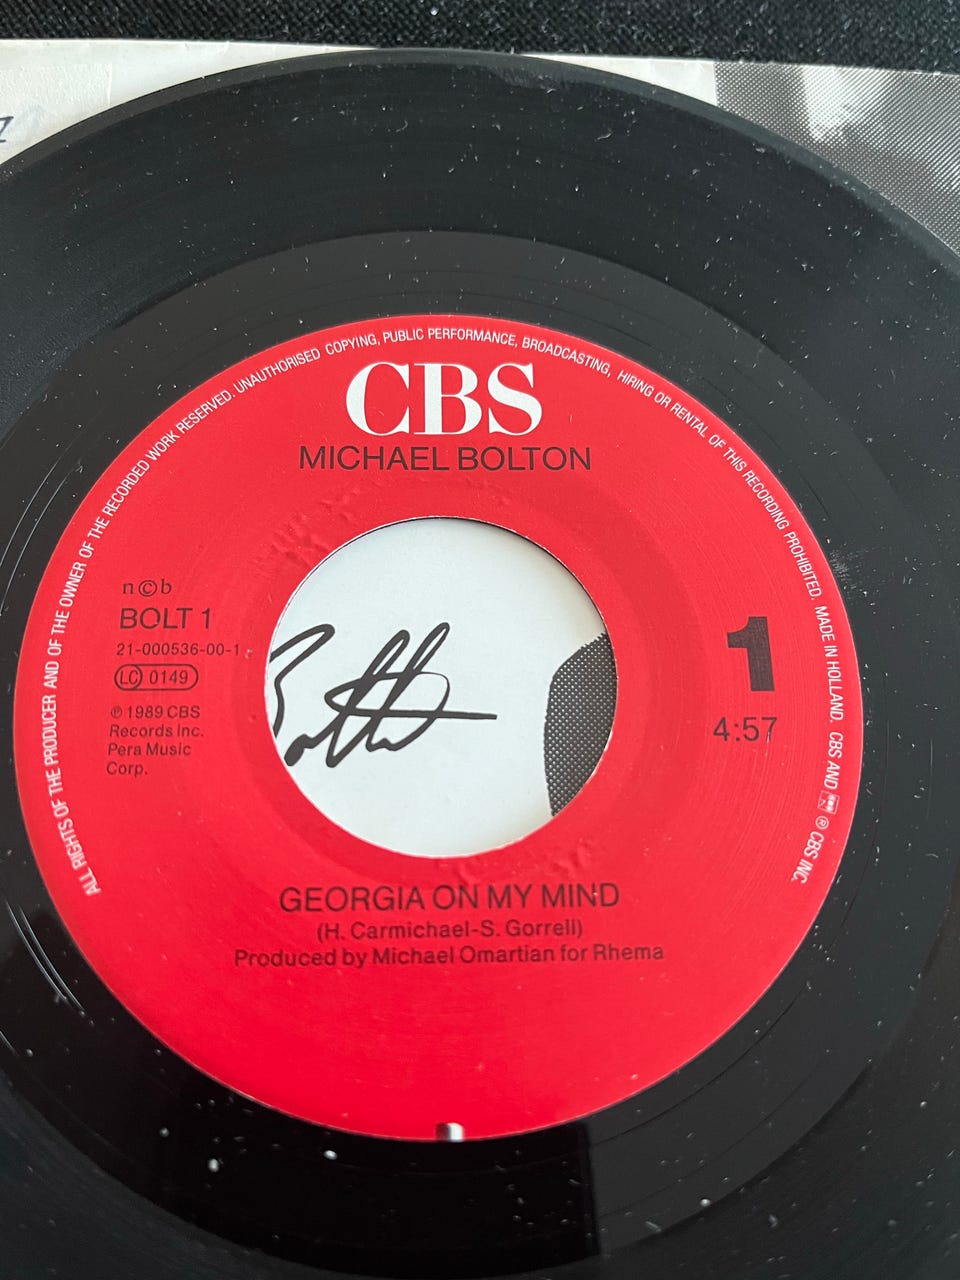 ALL RIGHTS OF THE PRODUCER AND OF THE OWNER OF THE RECORDED WORK RESERVED. UNAUTHORISED COPYING, PUBLIC PERFORMANCE, BROADCASTING, HIRING OR RENTAL OF THIS RECORDING PROHIBITED. MADE IN HOLLAND. CBS AND ® CBS INC.
CBS
MICHAEL BOLTON
n©b
BOLT 1
21-000536-00-1
LC 0149
℗ 1989 CBS
Records Inc.
Pera Music
Corp.
1
4:57
Bolton
GEORGIA ON MY MIND
(H. Carmichael-S. Gorrell)
Produced by Michael Omartian for Rhema